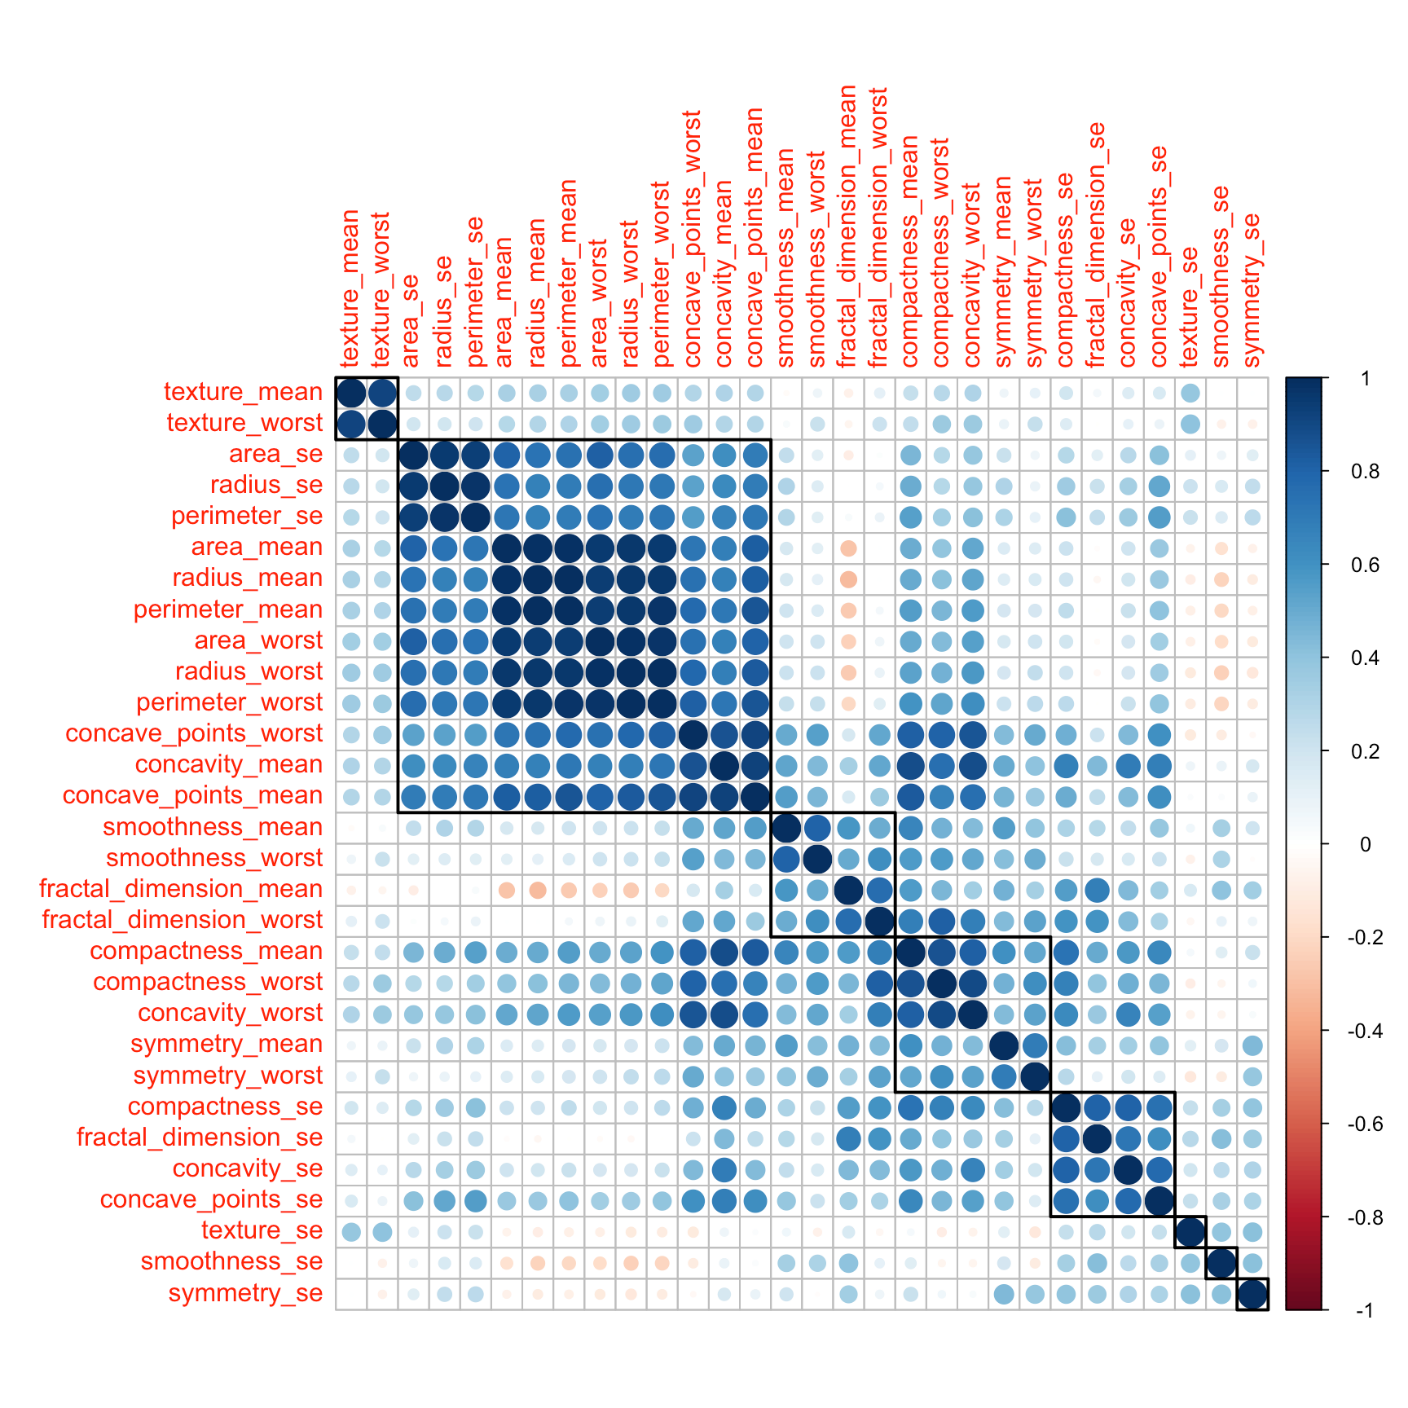 texture_mean
texture_worst
area_se
radius_se
perimeter_se
area_mean
radius_mean
perimeter_mean
area_worst
radius_worst
perimeter_worst
concave_points_worst
concavity_mean
concave_points_mean
smoothness_mean
smoothness_worst
fractal_dimension_mean
fractal_dimension_worst
compactness_mean
compactness_worst
concavity_worst
symmetry_mean
symmetry_worst
compactness_se
fractal_dimension_se
concavity_se
concave_points_se
texture_se
smoothness_se
symmetry_se
texture_mean
texture_worst
area_se
radius_se
perimeter_se
area_mean
radius_mean
perimeter_mean
area_worst
radius_worst
perimeter_worst
concave_points_worst
concavity_mean
concave_points_mean
smoothness_mean
smoothness_worst
fractal_dimension_mean
fractal_dimension_worst
compactness_mean
compactness_worst
concavity_worst
symmetry_mean
symmetry_worst
compactness_se
fractal_dimension_se
concavity_se
concave_points_se
texture_se
smoothness_se
symmetry_se
1
0.8
0.6
0.4
0.2
0
-0.2
-0.4
-0.6
-0.8
-1